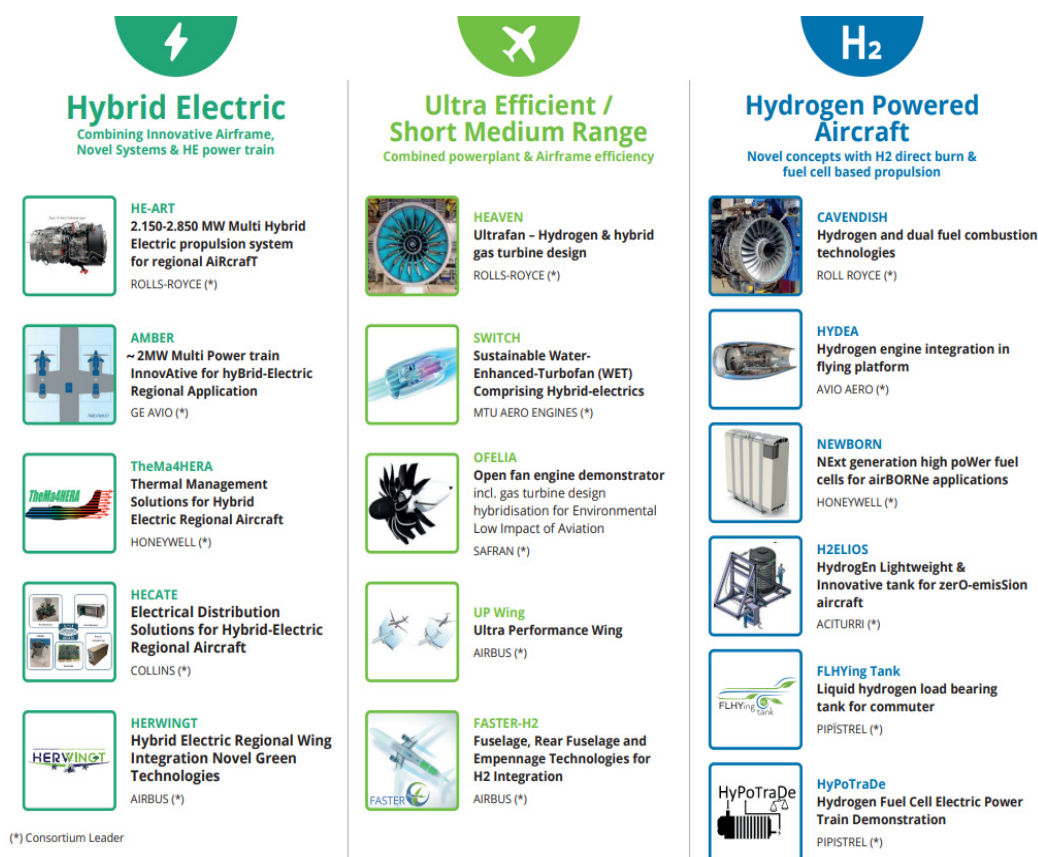 Hybrid Electric
Combining Innovative Airframe,
Novel Systems & HE power train
HE-ART
2.150-2.850 MW Multi Hybrid
Electric propulsion system
for regional AiRcrafT
ROLLS-ROYCE (*)
AMBER
~2MW Multi Power train
InnovAtive for hyBrid-Electric
Regional Application
GE AVIO (*)
TheMa4HERA
TheMa4HERA
Thermal Management
Solutions for Hybrid
Electric Regional Aircraft
HONEYWELL (*)
HECATE
Electrical Distribution
Solutions for Hybrid-Electric
Regional Aircraft
COLLINS (*)
HERWINGT
HERWINGT
Hybrid Electric Regional Wing
Integration Novel Green
Technologies
AIRBUS (*)
(*) Consortium Leader
Ultra Efficient /
Short Medium Range
Combined powerplant & Airframe efficiency
HEAVEN
Ultrafan – Hydrogen & hybrid
gas turbine design
ROLLS-ROYCE (*)
SWITCH
Sustainable Water-
Enhanced-Turbofan (WET)
Comprising Hybrid-electrics
MTU AERO ENGINES (*)
OFELIA
Open fan engine demonstrator
incl. gas turbine design
hybridisation for Environmental
Low Impact of Aviation
SAFRAN (*)
UP Wing
Ultra Performance Wing
AIRBUS (*)
FASTER
FASTER-H2
Fuselage, Rear Fuselage and
Empennage Technologies for
H2 Integration
AIRBUS (*)
H₂
Hydrogen Powered
Aircraft
Novel concepts with H2 direct burn &
fuel cell based propulsion
CAVENDISH
Hydrogen and dual fuel combustion
technologies
ROLL ROYCE (*)
HYDEA
Hydrogen engine integration in
flying platform
AVIO AERO (*)
NEWBORN
NExt generation high poWer fuel
cells for airBORNe applications
HONEYWELL (*)
H2ELIOS
HydrogEn Lightweight &
Innovative tank for zerO-emisSion
aircraft
ACITURRI (*)
FLHYing tank
FLHYing Tank
Liquid hydrogen load bearing
tank for commuter
PIPISTREL (*)
HyPoTraDe
HyPoTraDe
Hydrogen Fuel Cell Electric Power
Train Demonstration
PIPISTREL (*)